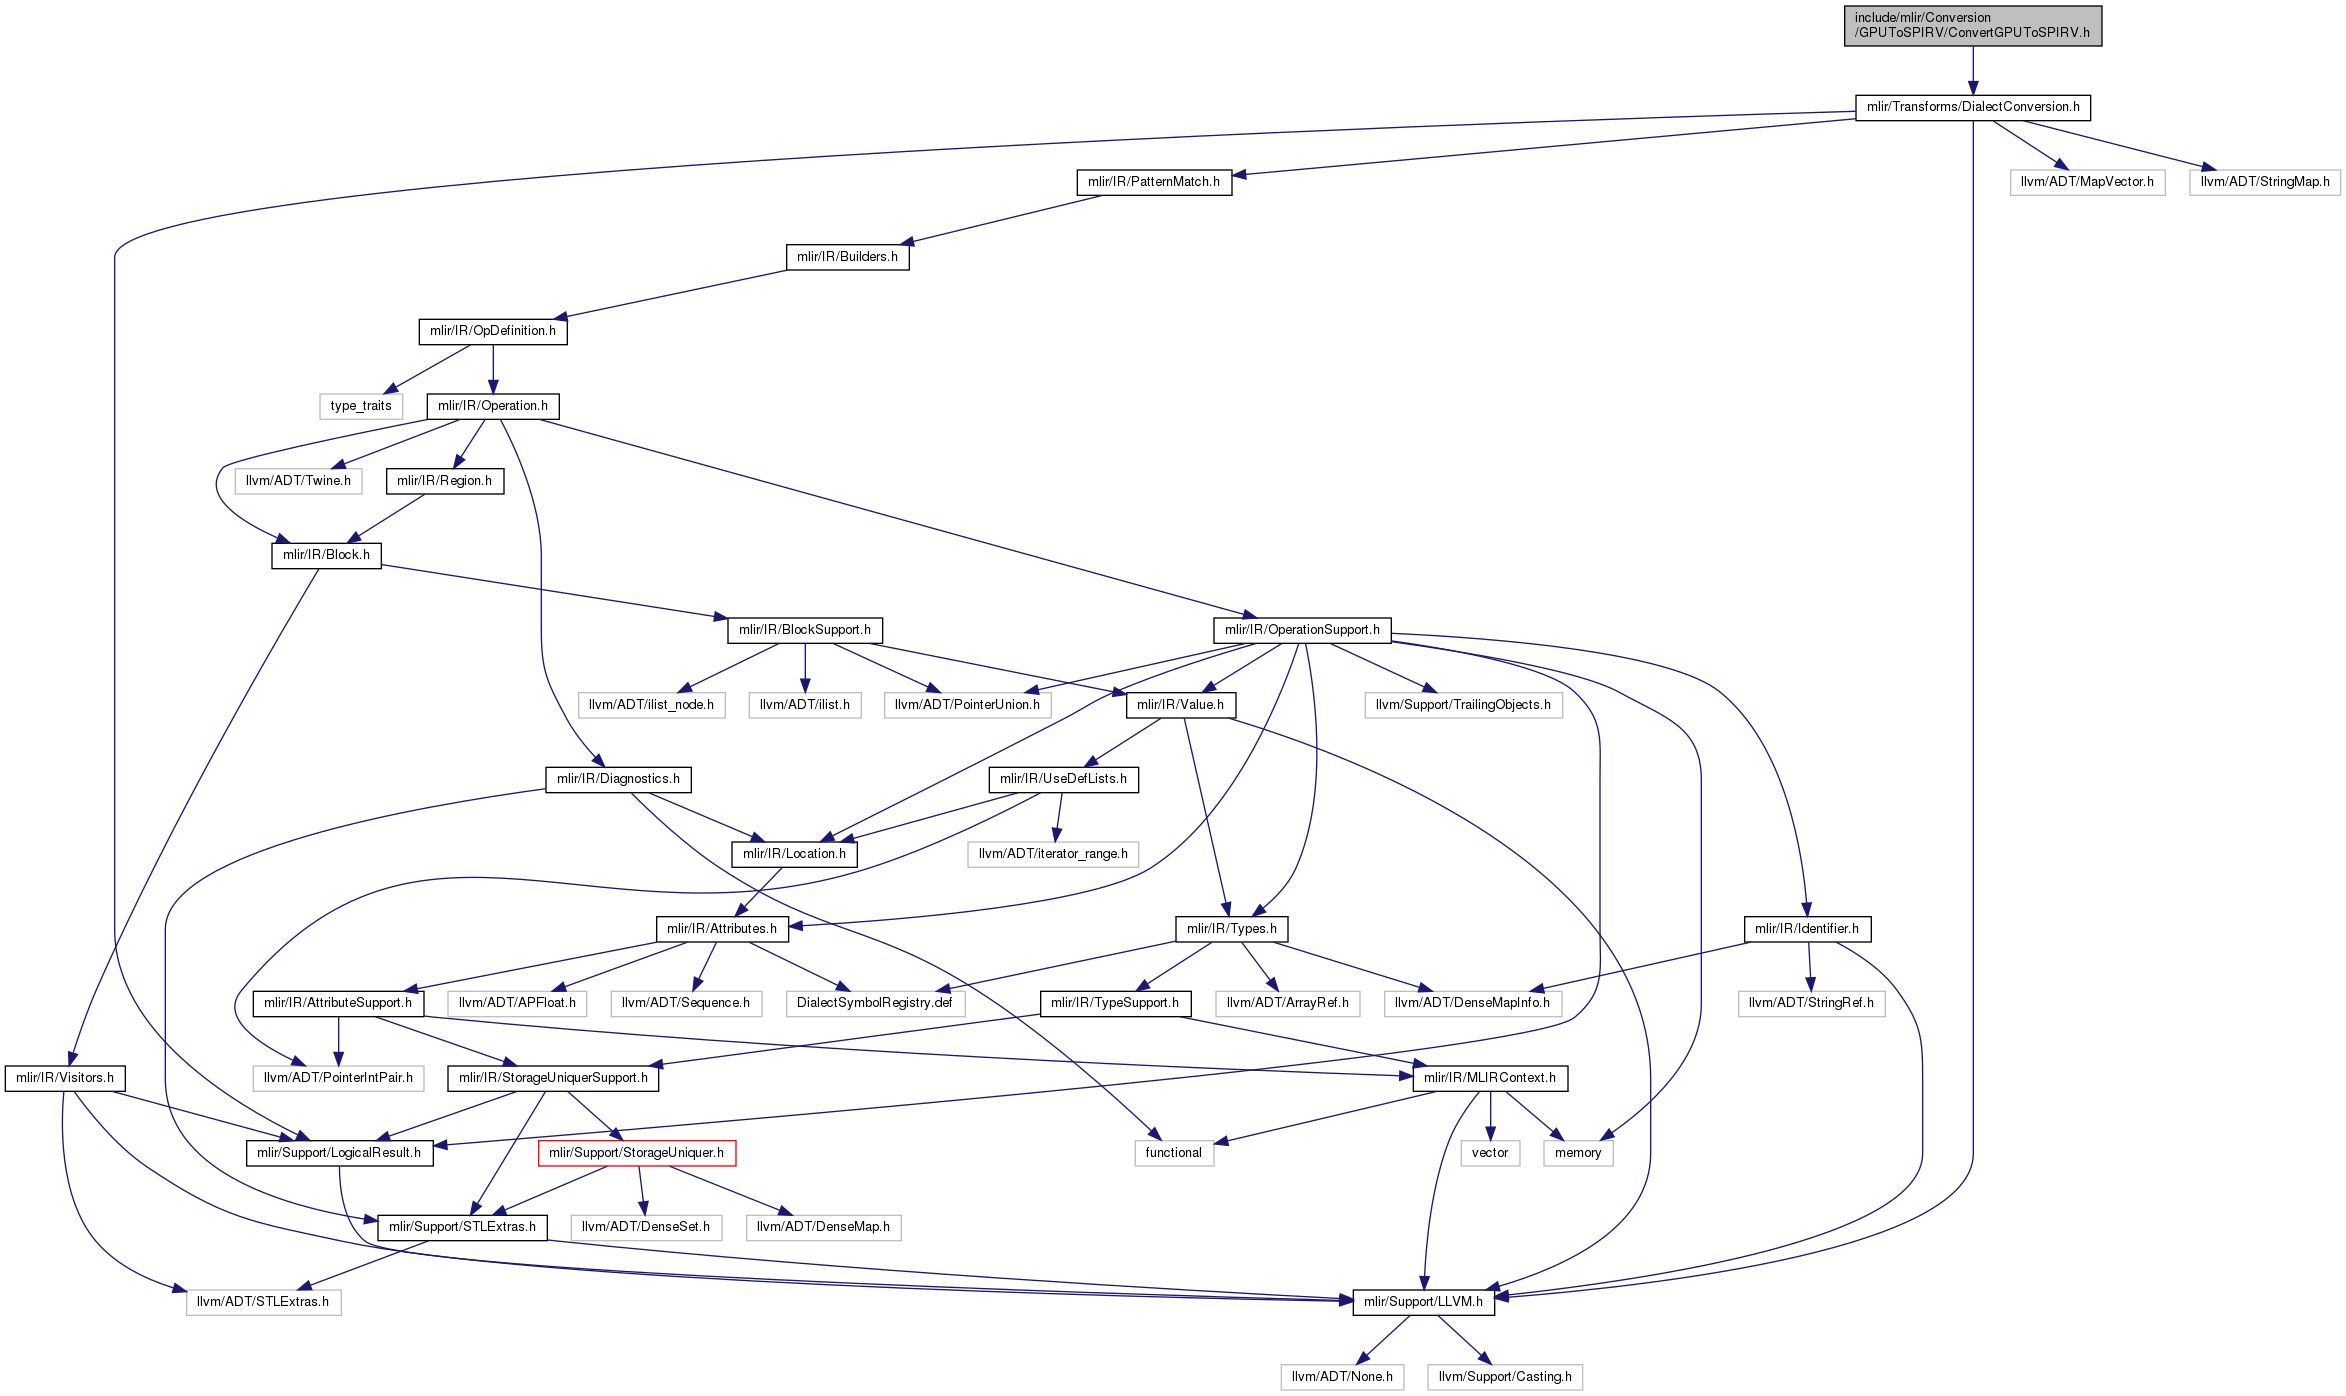 include/mlir/Conversion
/GPUToSPIRV/ConvertGPUToSPIRV.h
mlir/Transforms/DialectConversion.h
mlir/IR/PatternMatch.h
llvm/ADT/MapVector.h
llvm/ADT/StringMap.h
mlir/IR/Builders.h
mlir/IR/OpDefinition.h
type_traits
mlir/IR/Operation.h
llvm/ADT/Twine.h
mlir/IR/Region.h
mlir/IR/Block.h
mlir/IR/BlockSupport.h
mlir/IR/OperationSupport.h
llvm/ADT/ilist_node.h
llvm/ADT/ilist.h
llvm/ADT/PointerUnion.h
mlir/IR/Value.h
llvm/Support/TrailingObjects.h
mlir/IR/Diagnostics.h
mlir/IR/UseDefLists.h
mlir/IR/Location.h
llvm/ADT/iterator_range.h
mlir/IR/Attributes.h
mlir/IR/Types.h
mlir/IR/Identifier.h
mlir/IR/AttributeSupport.h
llvm/ADT/APFloat.h
llvm/ADT/Sequence.h
DialectSymbolRegistry.def
mlir/IR/TypeSupport.h
llvm/ADT/ArrayRef.h
llvm/ADT/DenseMapInfo.h
llvm/ADT/StringRef.h
mlir/IR/Visitors.h
llvm/ADT/PointerIntPair.h
mlir/IR/StorageUniquerSupport.h
mlir/IR/MLIRContext.h
mlir/Support/LogicalResult.h
mlir/Support/StorageUniquer.h
functional
vector
memory
mlir/Support/STLExtras.h
llvm/ADT/DenseSet.h
llvm/ADT/DenseMap.h
llvm/ADT/STLExtras.h
mlir/Support/LLVM.h
llvm/ADT/None.h
llvm/Support/Casting.h